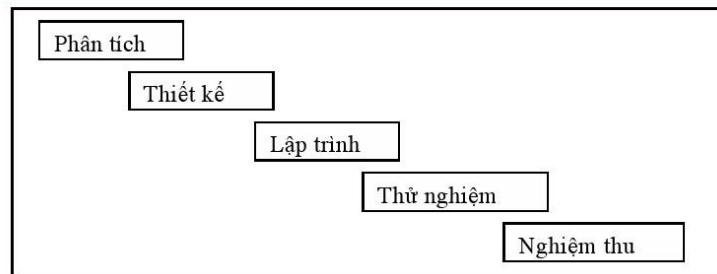 Phân tích
Thiết kế
Lập trình
Thử nghiệm
Nghiệm thu